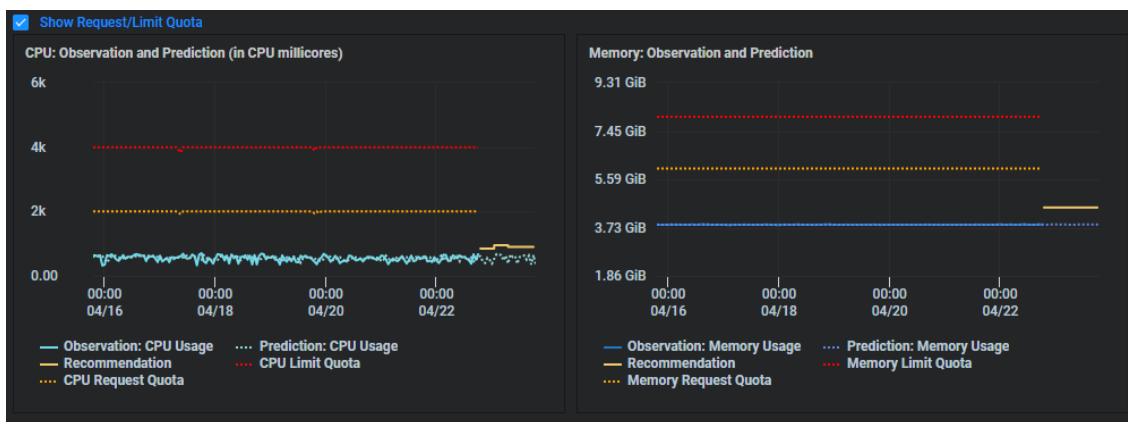 Show Request/Limit Quota
CPU: Observation and Prediction (in CPU millicores)
6k
4k
2k
0.00
00:00 00:00 00:00 00:00
04/16 04/18 04/20 04/22
Observation: CPU Usage Prediction: CPU Usage
Recommendation CPU Limit Quota
CPU Request Quota
Memory: Observation and Prediction
9.31 GiB
7.45 GiB
5.59 GiB
3.73 GiB
1.86 GiB
00:00 00:00 00:00 00:00
04/16 04/18 04/20 04/22
Observation: Memory Usage Prediction: Memory Usage
Recommendation Memory Limit Quota
Memory Request Quota